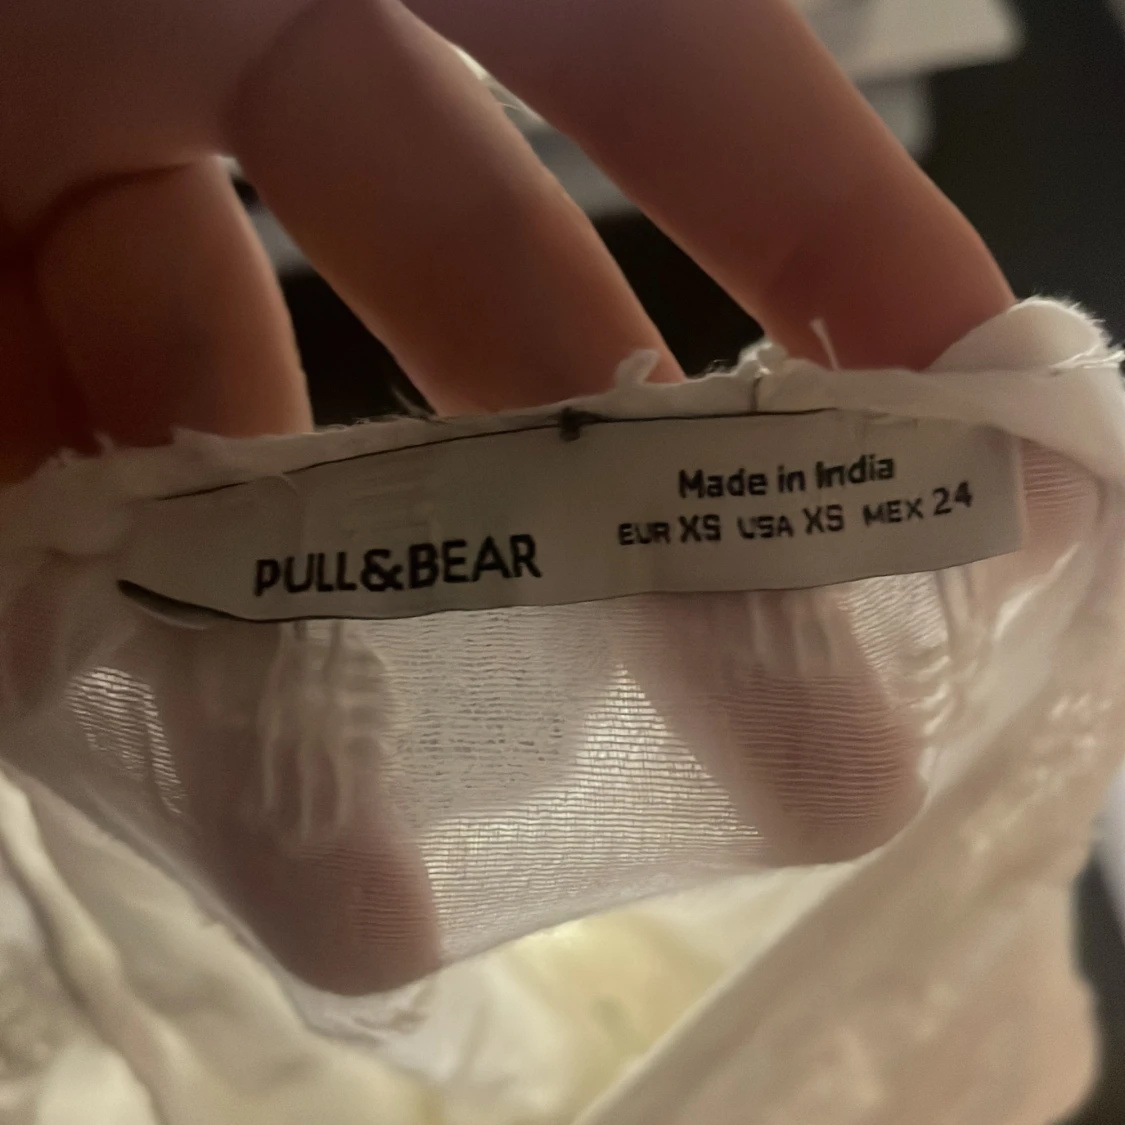 PULL&BEAR
Made in India
EUR XS USA XS MEX 24